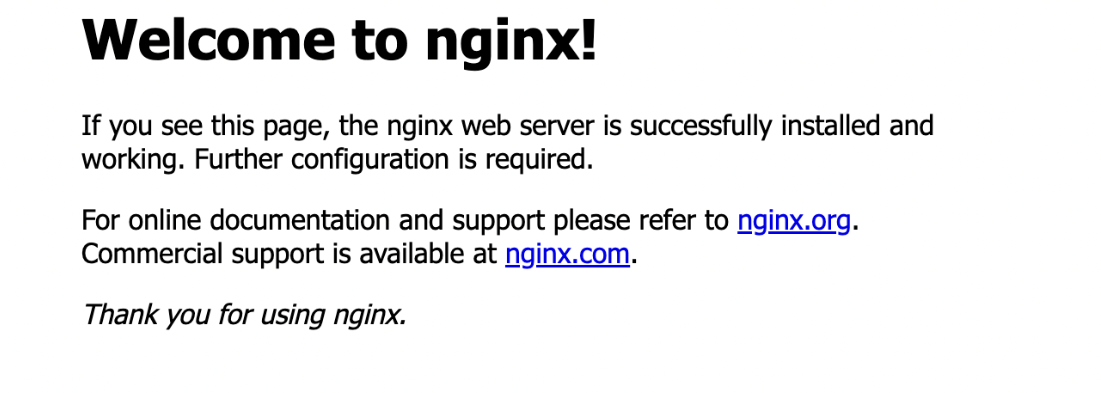 Welcome to nginx!
If you see this page, the nginx web server is successfully installed and
working. Further configuration is required.
For online documentation and support please refer to nginx.org.
Commercial support is available at nginx.com.
Thank you for using nginx.